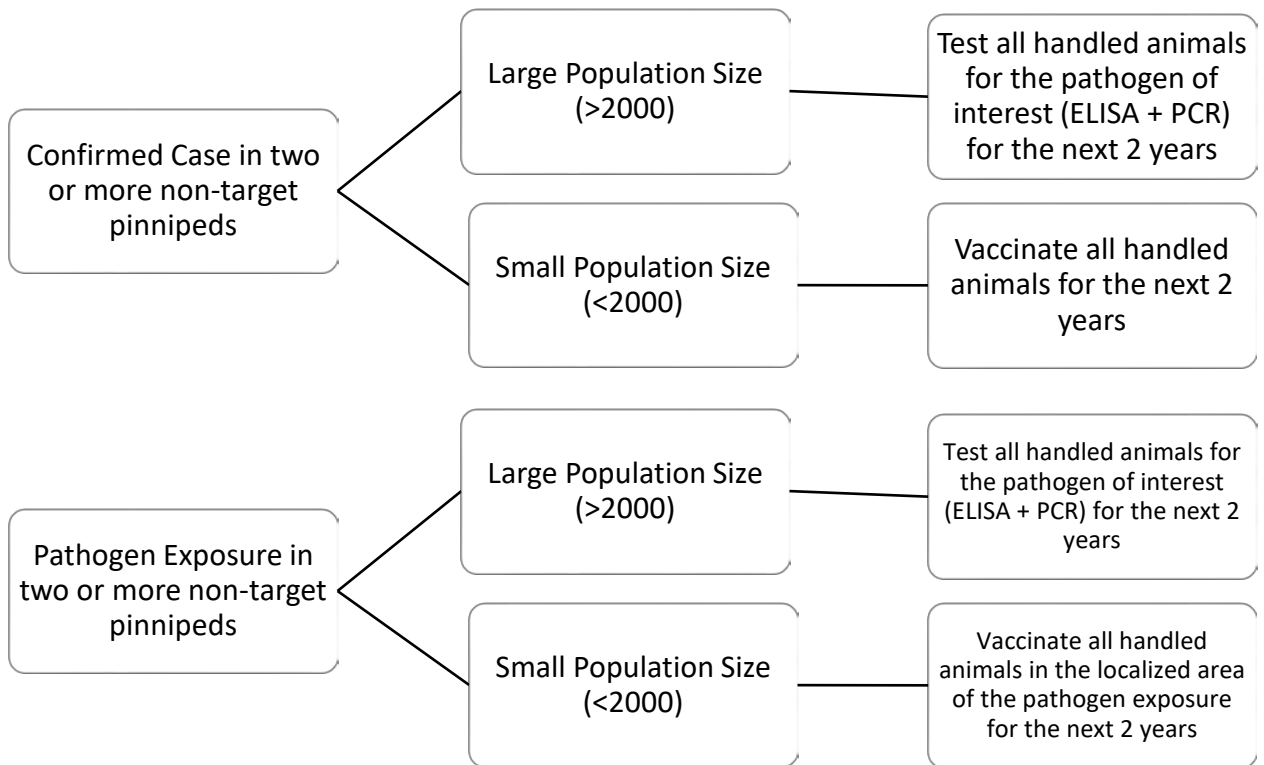 Confirmed Case in two
or more non-target
pinnipeds
Large Population Size
(>2000)
Test all handled animals
for the pathogen of
interest (ELISA + PCR)
for the next 2 years
Small Population Size
(<2000)
Vaccinate all handled
animals for the next 2
years
Pathogen Exposure in
two or more non-target
pinnipeds
Large Population Size
(>2000)
Test all handled animals for
the pathogen of interest
(ELISA + PCR) for the next 2
years
Small Population Size
(<2000)
Vaccinate all handled
animals in the localized area
of the pathogen exposure
for the next 2 years